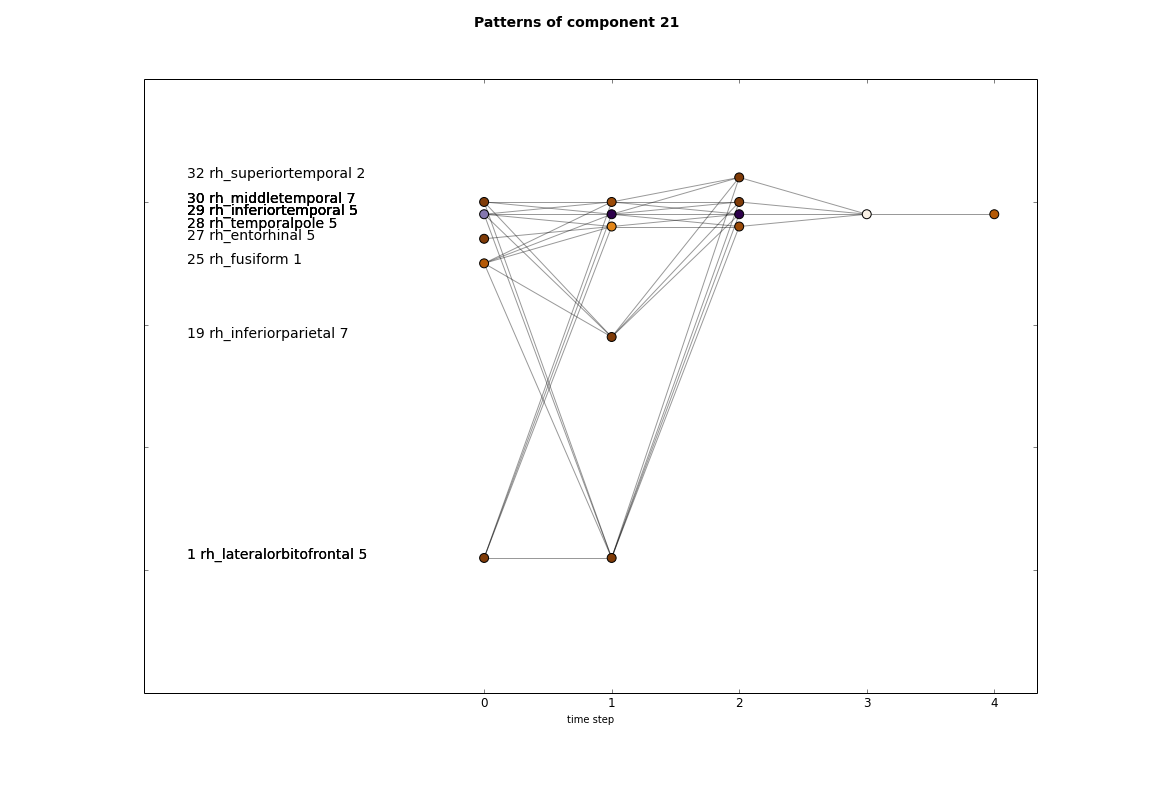 Patterns of component 21
32 rh_superiortemporal 2
30 rh_middletemporal 7
29 rh_inferiortemporal 5
28 rh_temporalpole 5
27 rh_entorhinal 5
25 rh_fusiform 1
19 rh_inferiorparietal 7
1 rh_lateralorbitofrontal 5
0 1 2 3 4
time step